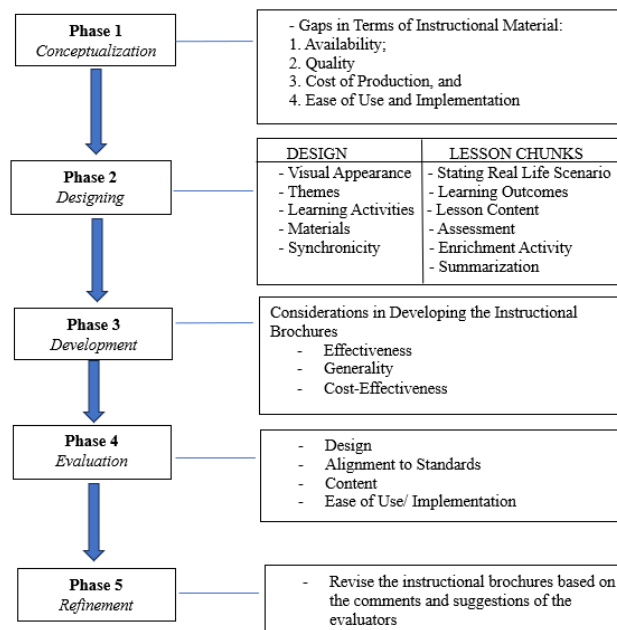 Phase 1
Conceptualization
- Gaps in Terms of Instructional Material:
1. Availability;
2. Quality
3. Cost of Production, and
4. Ease of Use and Implementation
Phase 2
Designing
DESIGN
- Visual Appearance
- Themes
- Learning Activities
- Materials
- Synchronicity
LESSON CHUNKS
- Stating Real Life Scenario
- Learning Outcomes
- Lesson Content
- Assessment
- Enrichment Activity
- Summarization
Phase 3
Development
Considerations in Developing the Instructional
Brochures
- Effectiveness
- Generality
- Cost-Effectiveness
Phase 4
Evaluation
- Design
- Alignment to Standards
- Content
- Ease of Use/ Implementation
Phase 5
Refinement
- Revise the instructional brochures based on
the comments and suggestions of the
evaluators